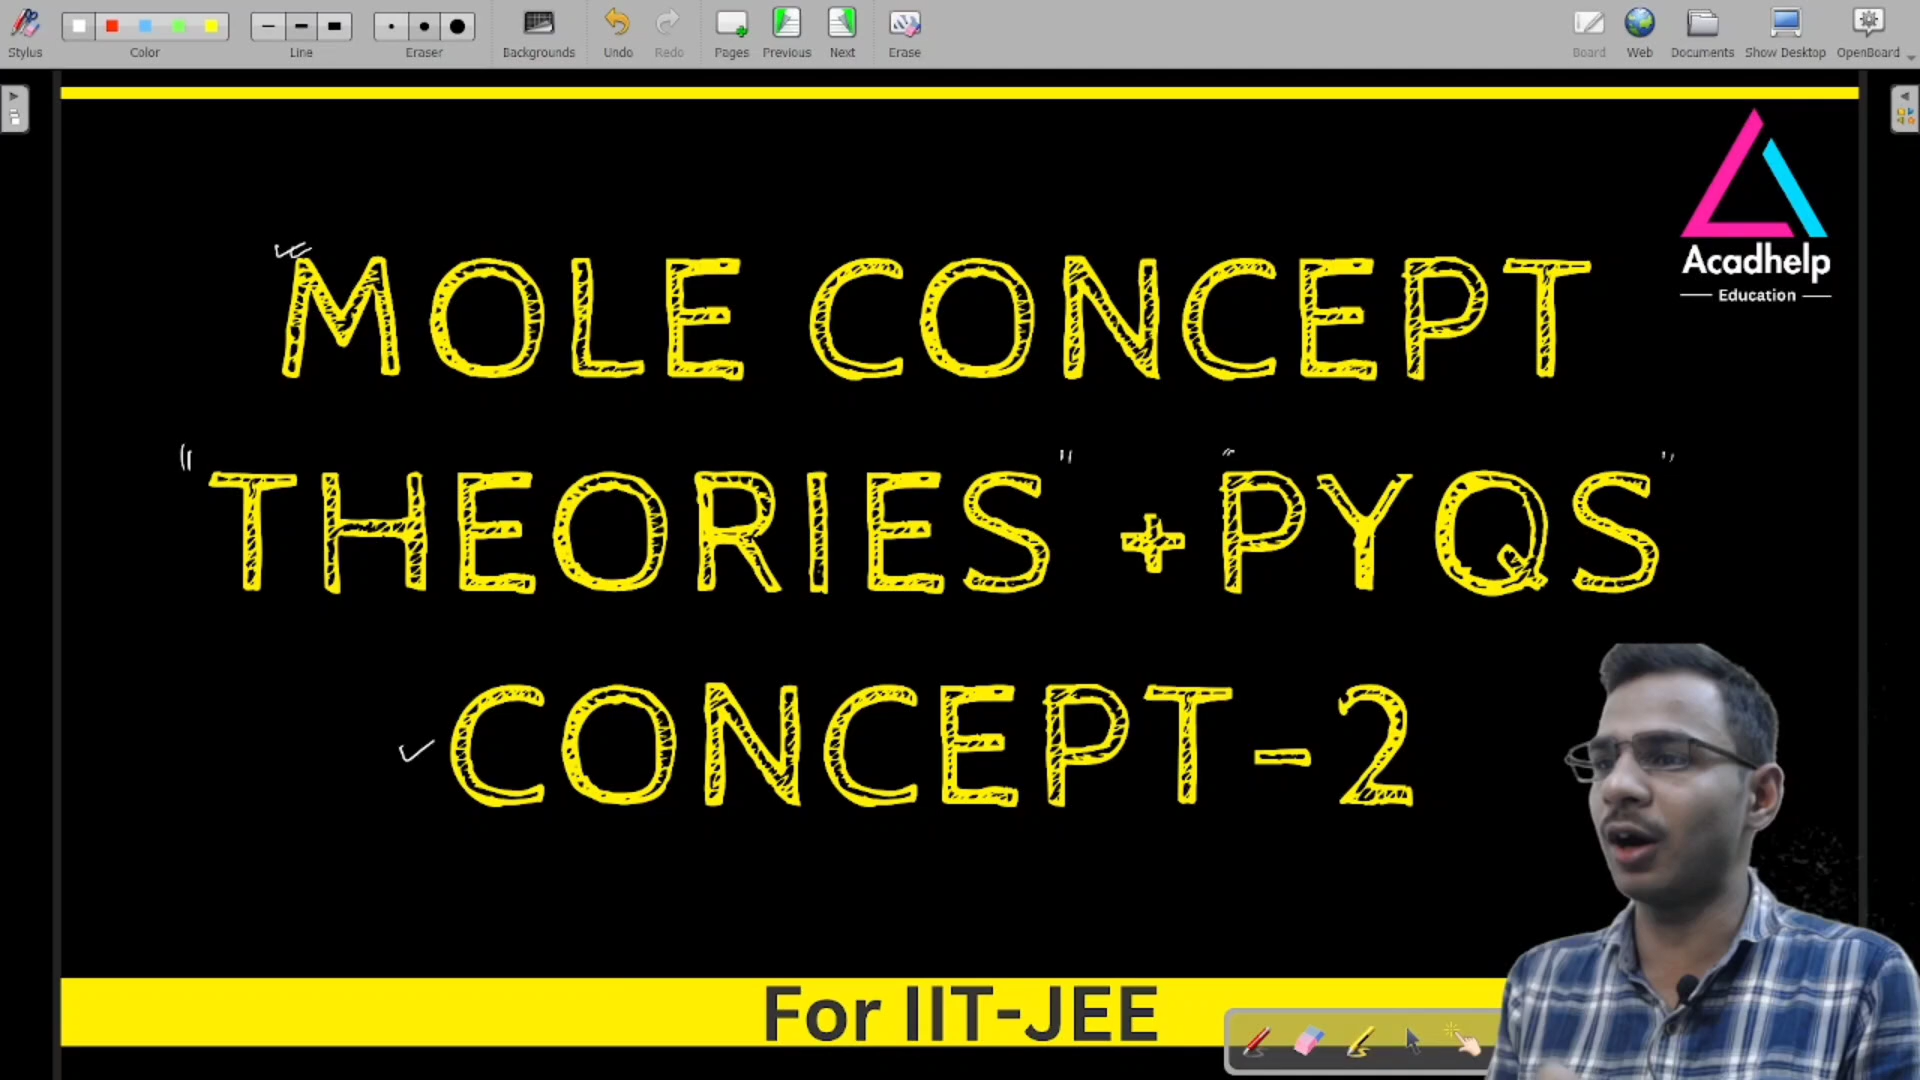 Stylus Color Line Eraser Backgrounds Undo Redo Pages Previous Next Erase Board Web Documents Show Desktop OpenBoard
Acadhelp
Education
MOLE CONCEPT
"THEORIES" + "PYQS"
CONCEPT-2
For IIT-JEE